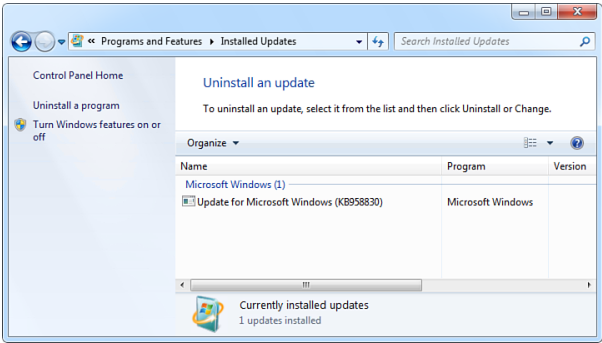 « Programs and Features Installed Updates
Search Installed Updates
Control Panel Home
Uninstall a program
Turn Windows features on or
off
Uninstall an update
To uninstall an update, select it from the list and then click Uninstall or Change.
Organize
Name Program Version
Microsoft Windows (1)
Update for Microsoft Windows (KB958830) Microsoft Windows
Currently installed updates
1 updates installed